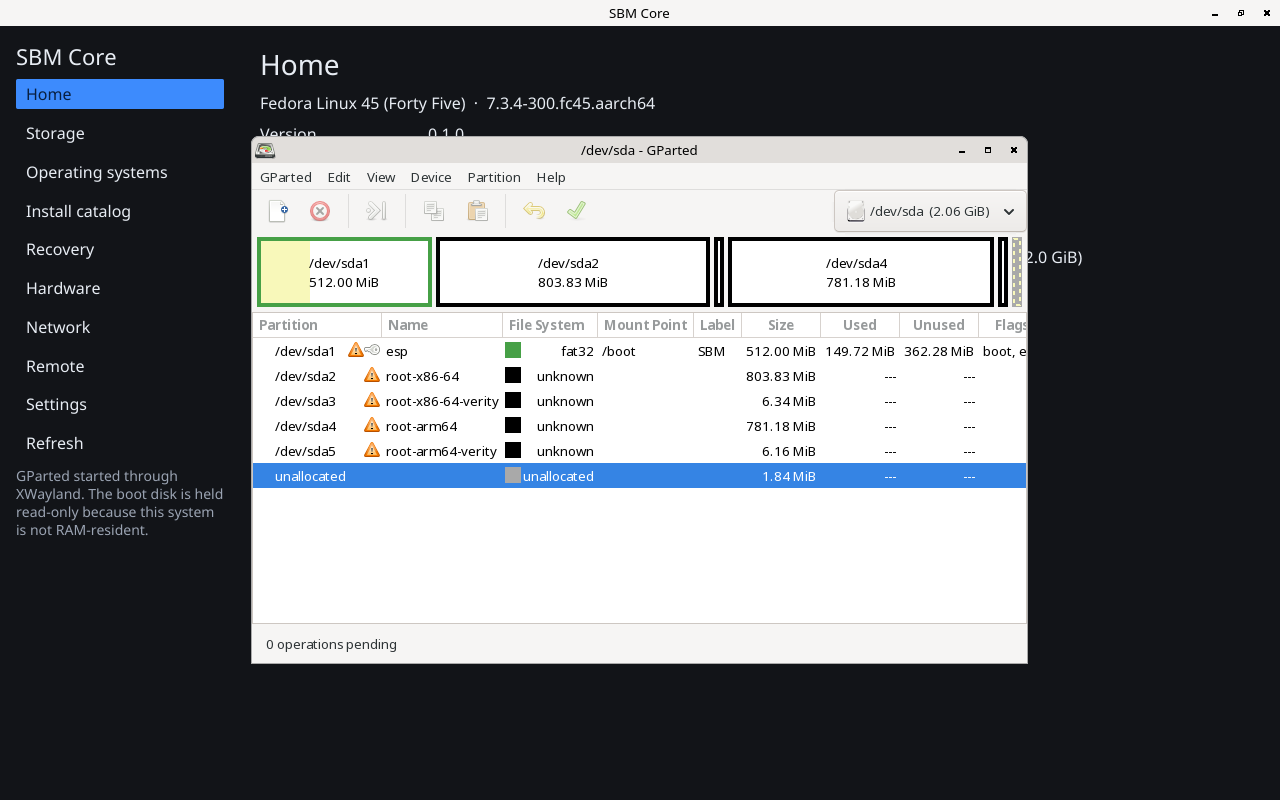 SBM Core
SBM Core
Home
Storage
Operating systems
Install catalog
Recovery
Hardware
Network
Remote
Settings
Refresh
GParted started through
XWayland. The boot disk is held
read-only because this system
is not RAM-resident.
Home
Fedora Linux 45 (Forty Five) · 7.3.4-300.fc45.aarch64
Version 0.1.0
2.0 GiB)
/dev/sda - GParted
GParted Edit View Device Partition Help
/dev/sda (2.06 GiB)
/dev/sda1
512.00 MiB
/dev/sda2
803.83 MiB
/dev/sda4
781.18 MiB
Partition Name File System Mount Point Label Size Used Unused Flags
/dev/sda1 esp fat32 /boot SBM 512.00 MiB 149.72 MiB 362.28 MiB boot, e
/dev/sda2 root-x86-64 unknown 803.83 MiB --- ---
/dev/sda3 root-x86-64-verity unknown 6.34 MiB --- ---
/dev/sda4 root-arm64 unknown 781.18 MiB --- ---
/dev/sda5 root-arm64-verity unknown 6.16 MiB --- ---
unallocated unallocated 1.84 MiB --- ---
0 operations pending